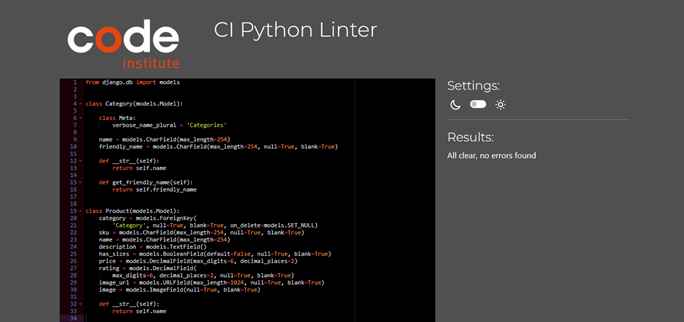 code
institute
CI Python Linter
1 from django.db import models
2
3
4 class Category(models.Model):
5
6 class Meta:
7 verbose_name_plural = 'Categories'
8
9 name = models.CharField(max_length=254)
10 friendly_name = models.CharField(max_length=254, null=True, blank=True)
11
12 def __str__(self):
13 return self.name
14
15 def get_friendly_name(self):
16 return self.friendly_name
17
18
19 class Product(models.Model):
20 category = models.ForeignKey(
21 'Category', null=True, blank=True, on_delete=models.SET_NULL)
22 sku = models.CharField(max_length=254, null=True, blank=True)
23 name = models.CharField(max_length=254)
24 description = models.TextField()
25 has_sizes = models.BooleanField(default=False, null=True, blank=True)
26 price = models.DecimalField(max_digits=6, decimal_places=2)
27 rating = models.DecimalField(
28 max_digits=6, decimal_places=2, null=True, blank=True)
29 image_url = models.URLField(max_length=1024, null=True, blank=True)
30 image = models.ImageField(null=True, blank=True)
31
32 def __str__(self):
33 return self.name
34
Settings:
Results:
All clear, no errors found